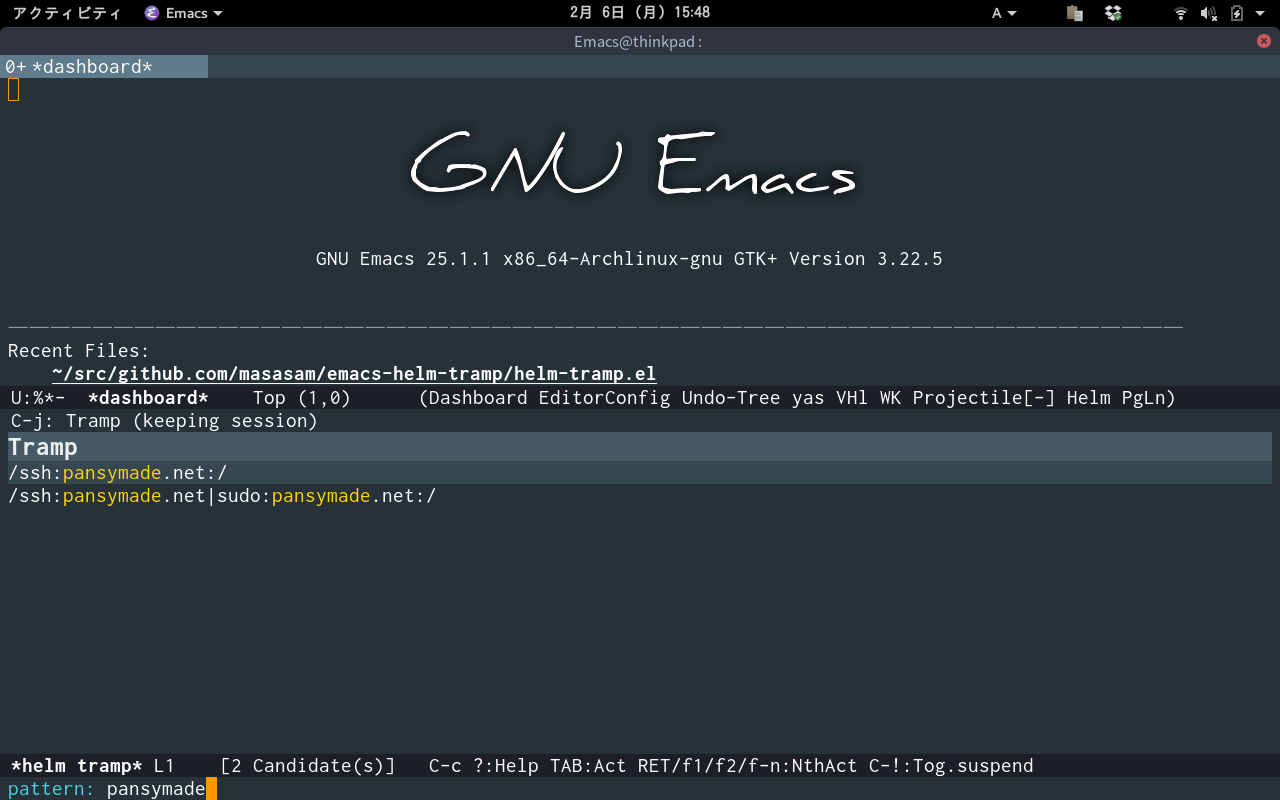 アクティビティ Emacs 2月 6日 (月) 15:48 A
Emacs@thinkpad:
0+ *dashboard*
GNU Emacs
GNU Emacs 25.1.1 x86_64-Archlinux-gnu GTK+ Version 3.22.5
Recent Files:
~/src/github.com/masasam/emacs-helm-tramp/helm-tramp.el
U:%*- *dashboard* Top (1,0) (Dashboard EditorConfig Undo-Tree yas VHl WK Projectile[-] Helm PgLn)
C-j: Tramp (keeping session)
Tramp
/ssh:pansymade.net:/
/ssh:pansymade.net|sudo:pansymade.net:/
*helm tramp* L1 [2 Candidate(s)] C-c ?:Help TAB:Act RET/f1/f2/f-n:NthAct C-!:Tog.suspend
pattern: pansymade